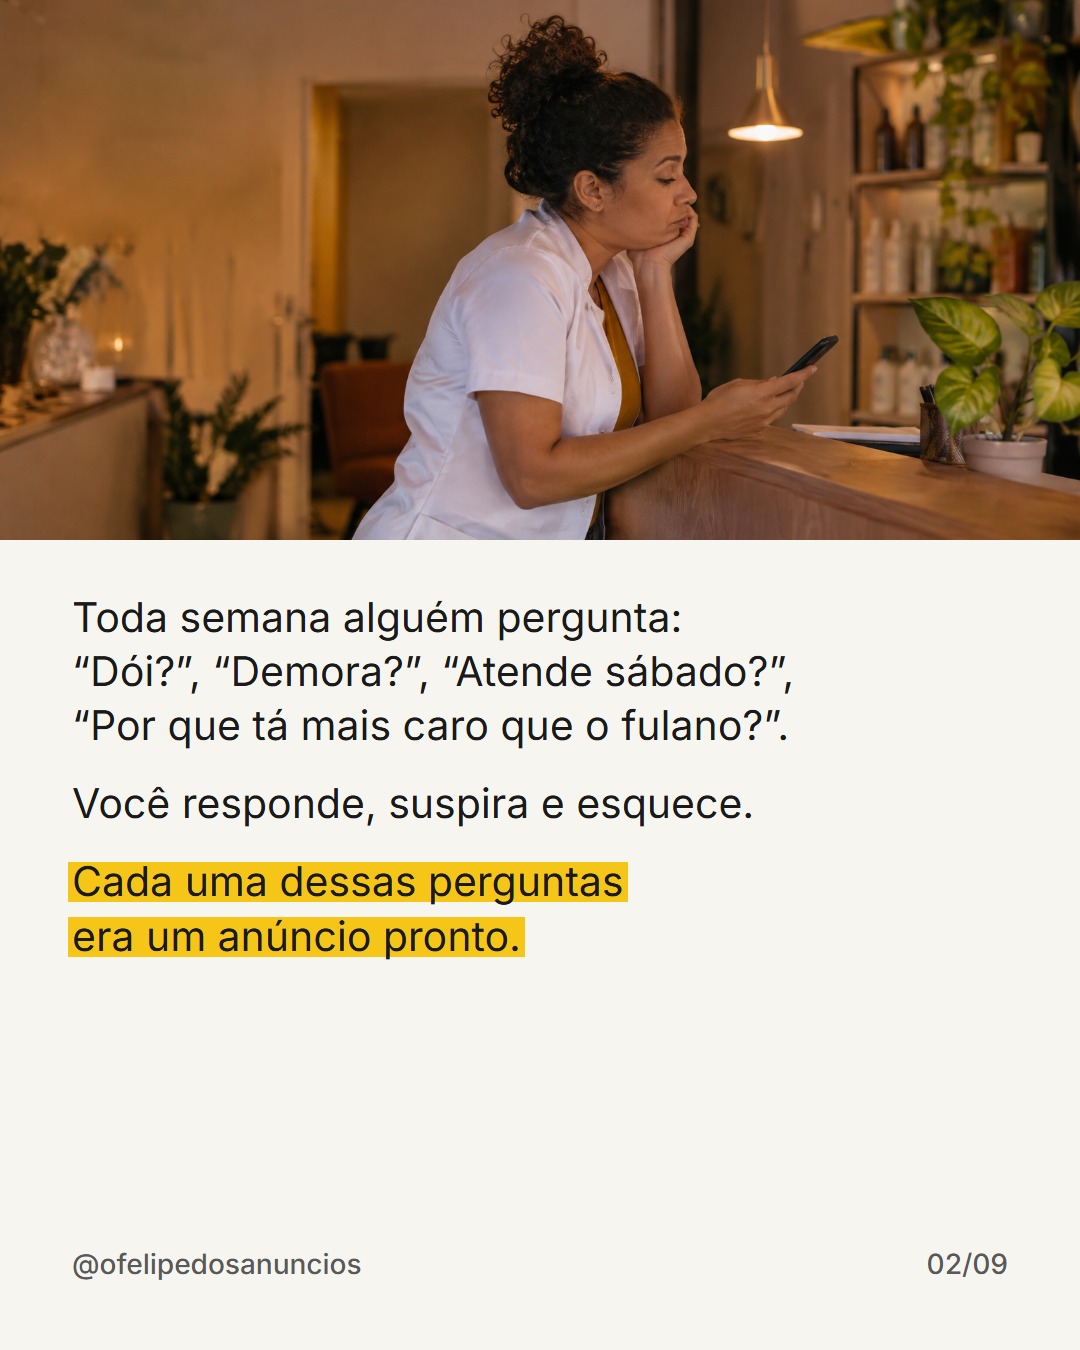 Toda semana alguém pergunta:
“Dói?”, “Demora?”, “Atende sábado?”,
“Por que tá mais caro que o fulano?”.
Você responde, suspira e esquece.
Cada uma dessas perguntas
era um anúncio pronto.
@ofelipedosanuncios
02/09